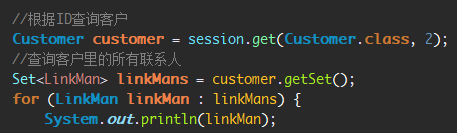 //根据ID查询客户
Customer customer = session.get(Customer.class, 2);
//查询客户里的所有联系人
Set<LinkMan> linkMans = customer.getSet();
for (LinkMan linkMan : linkMans) {
System.out.println(linkMan);